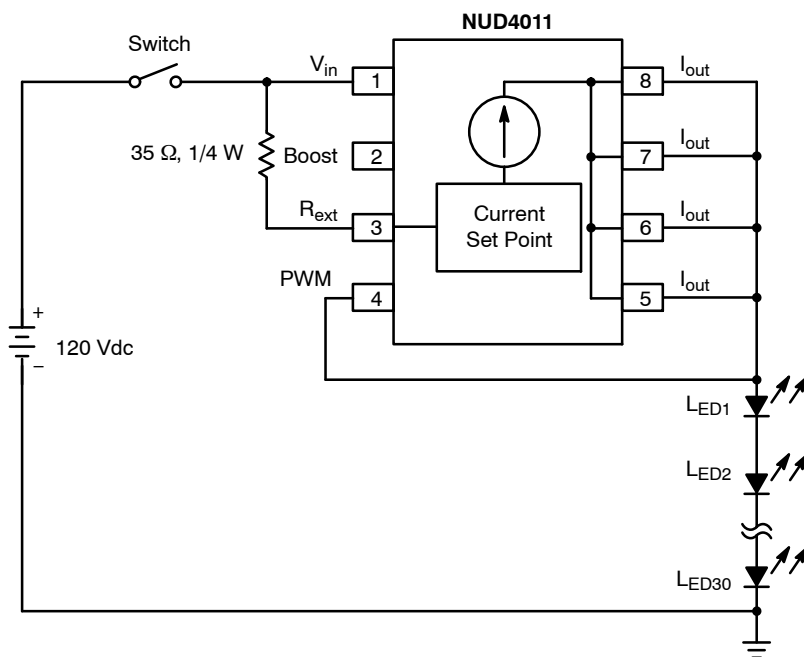 NUD4011
Switch
V_in
1
8
I_out
35 Ω, 1/4 W
Boost
2
7
I_out
R_ext
3
Current
Set Point
6
I_out
PWM
4
5
I_out
+
120 Vdc
−
L_ED1
L_ED2
L_ED30